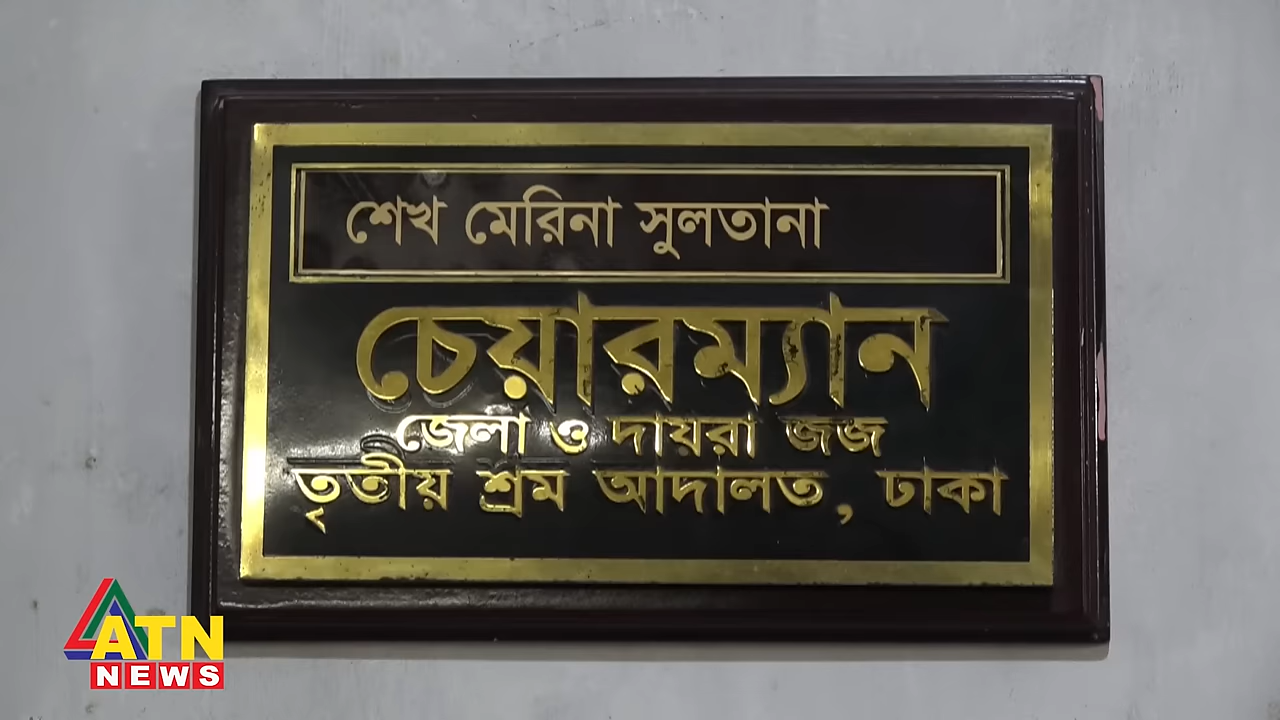 শেখ মেরিনা সুলতানা
চেয়ারম্যান
জেলা ও দায়রা জজ
তৃতীয় শ্রম আদালত, ঢাকা
ATN
NEWS